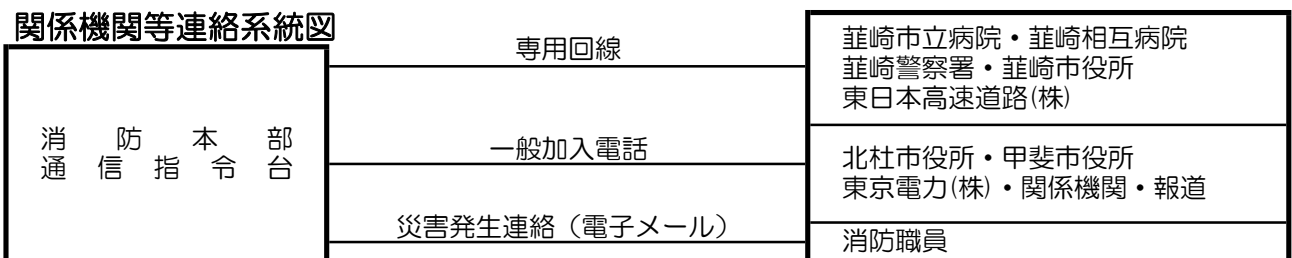 関係機関等連絡系統図
消防本部
通信指令台
専用回線
一般加入電話
災害発生連絡（電子メール）
韮崎市立病院・韮崎相互病院
韮崎警察署・韮崎市役所
東日本高速道路(株)
北杜市役所・甲斐市役所
東京電力(株)・関係機関・報道
消防職員